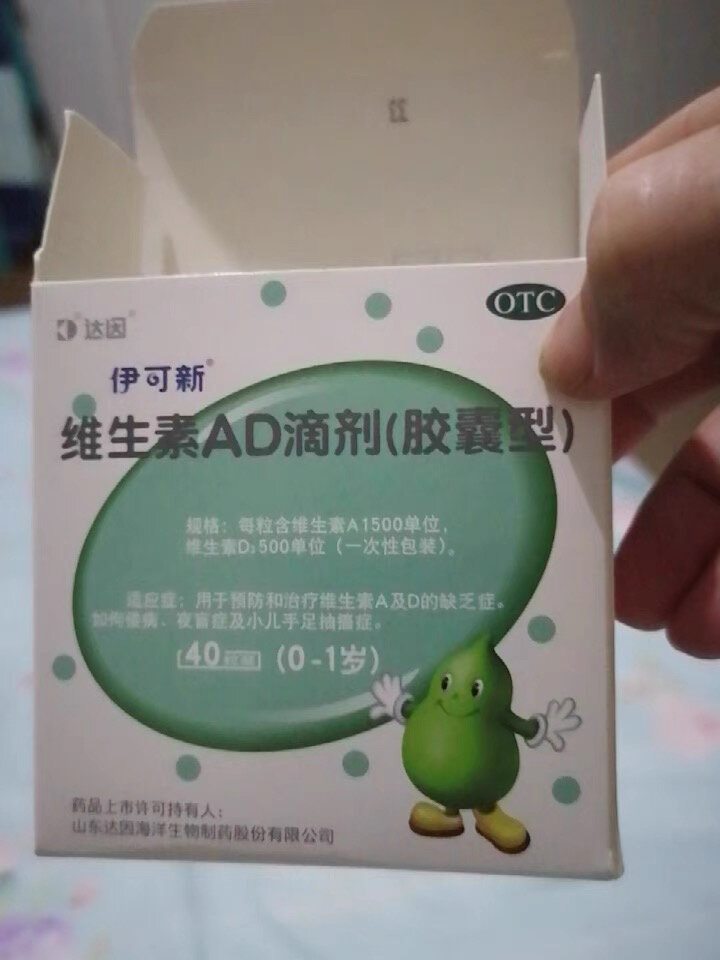 OTC
达因
伊可新®
维生素AD滴剂(胶囊型)
规格：每粒含维生素A1500单位，
维生素D₃500单位（一次性包装）。
适应症：用于预防和治疗维生素A及D的缺乏症。
如佝偻病、夜盲症及小儿手足抽搐症。
40粒装 (0-1岁)
药品上市许可持有人：
山东达因海洋生物制药股份有限公司